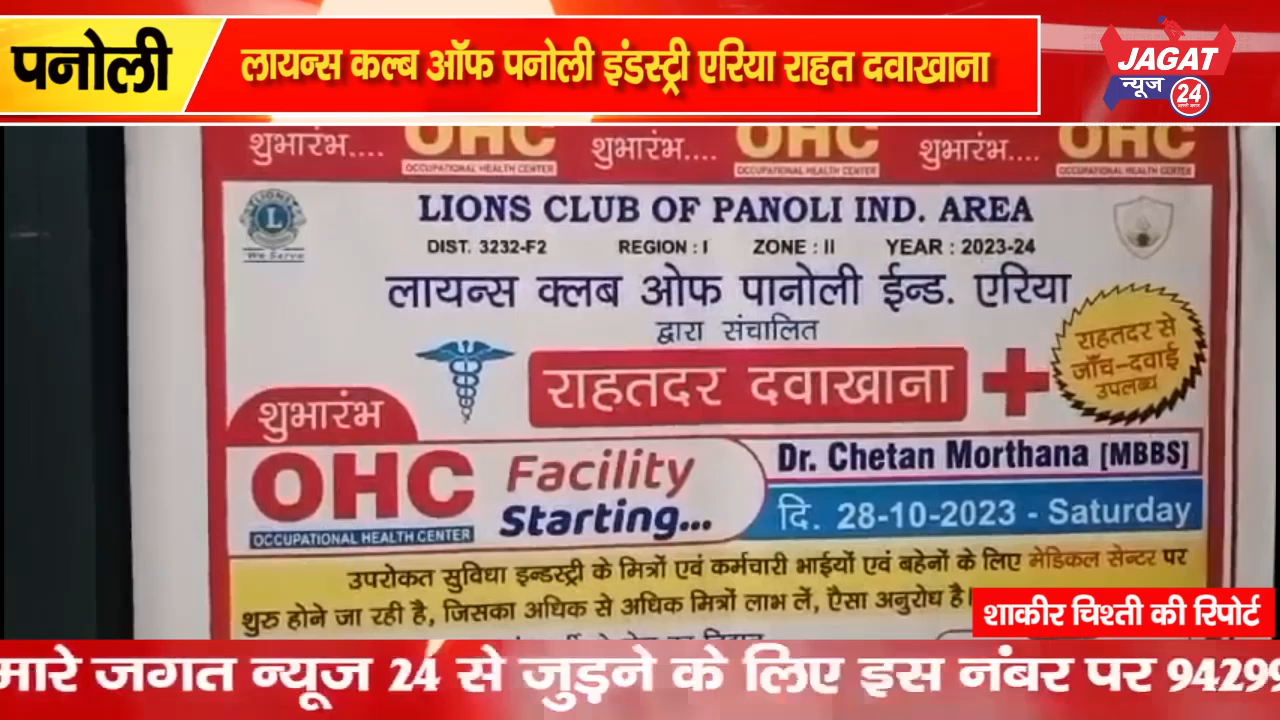 पनोली
लायन्स कल्ब ऑफ पनोली इंडस्ट्री एरिया राहत दवाखाना
JAGAT
न्यूज 24
शुभारंभ.... OHC शुभारंभ.... OHC शुभारंभ.... OHC
OCCUPATIONAL HEALTH CENTER OCCUPATIONAL HEALTH CENTER OCCUPATIONAL HEALTH CENTER
LIONS
L
We Serve
LIONS CLUB OF PANOLI IND. AREA
DIST. 3232-F2 REGION : I ZONE : II YEAR : 2023-24
लायन्स क्लब ओफ पानोली ईन्ड. एरिया
द्वारा संचालित
राहतदर दवाखाना
राहतदर से
जाँच-दवाई
उपलब्ध
शुभारंभ
OHC Facility
Starting...
OCCUPATIONAL HEALTH CENTER
Dr. Chetan Morthana [MBBS]
दि. 28-10-2023 - Saturday
उपरोकत सुविधा इन्डस्ट्री के मित्रों एवं कर्मचारी भाईयों एवं बहेनों के लिए मेडिकल सेन्टर पर
शुरु होने जा रही है, जिसका अधिक से अधिक मित्रों लाभ लें, ऐसा अनुरोध है।
शाकीर चिश्ती की रिपोर्ट
मारे जगत न्यूज 24 से जुड़ने के लिए इस नंबर पर 94299